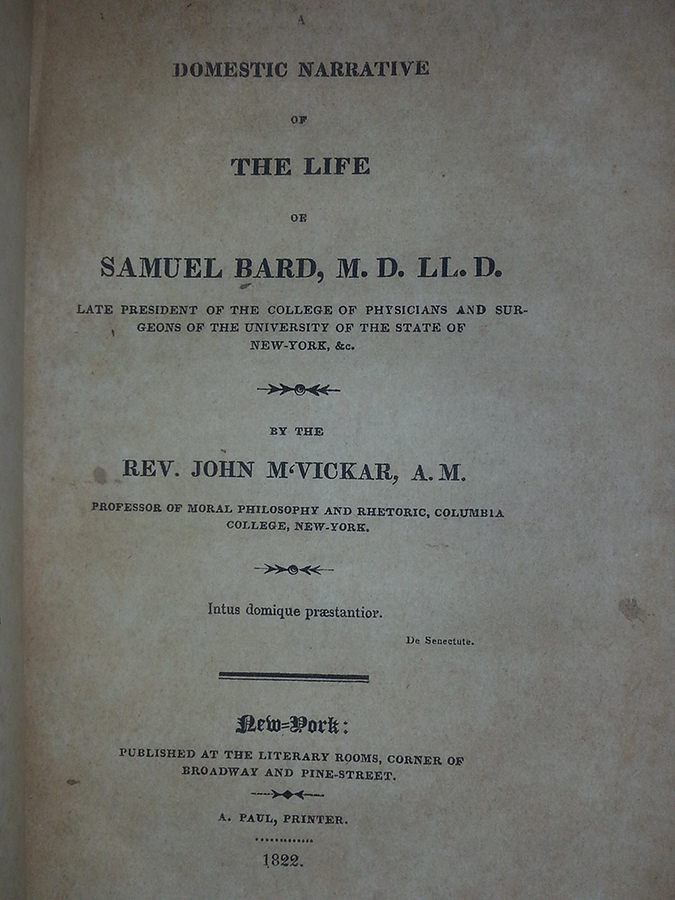 A
DOMESTIC NARRATIVE
OF
THE LIFE
OF
SAMUEL BARD, M. D. LL. D.
LATE PRESIDENT OF THE COLLEGE OF PHYSICIANS AND SUR-
GEONS OF THE UNIVERSITY OF THE STATE OF
NEW-YORK, &c.
BY THE
REV. JOHN M‘VICKAR, A. M.
PROFESSOR OF MORAL PHILOSOPHY AND RHETORIC, COLUMBIA
COLLEGE, NEW-YORK.
Intus domique præstantior.
De Senectute.
New-York:
PUBLISHED AT THE LITERARY ROOMS, CORNER OF
BROADWAY AND PINE-STREET.
A. PAUL, PRINTER.
1822.